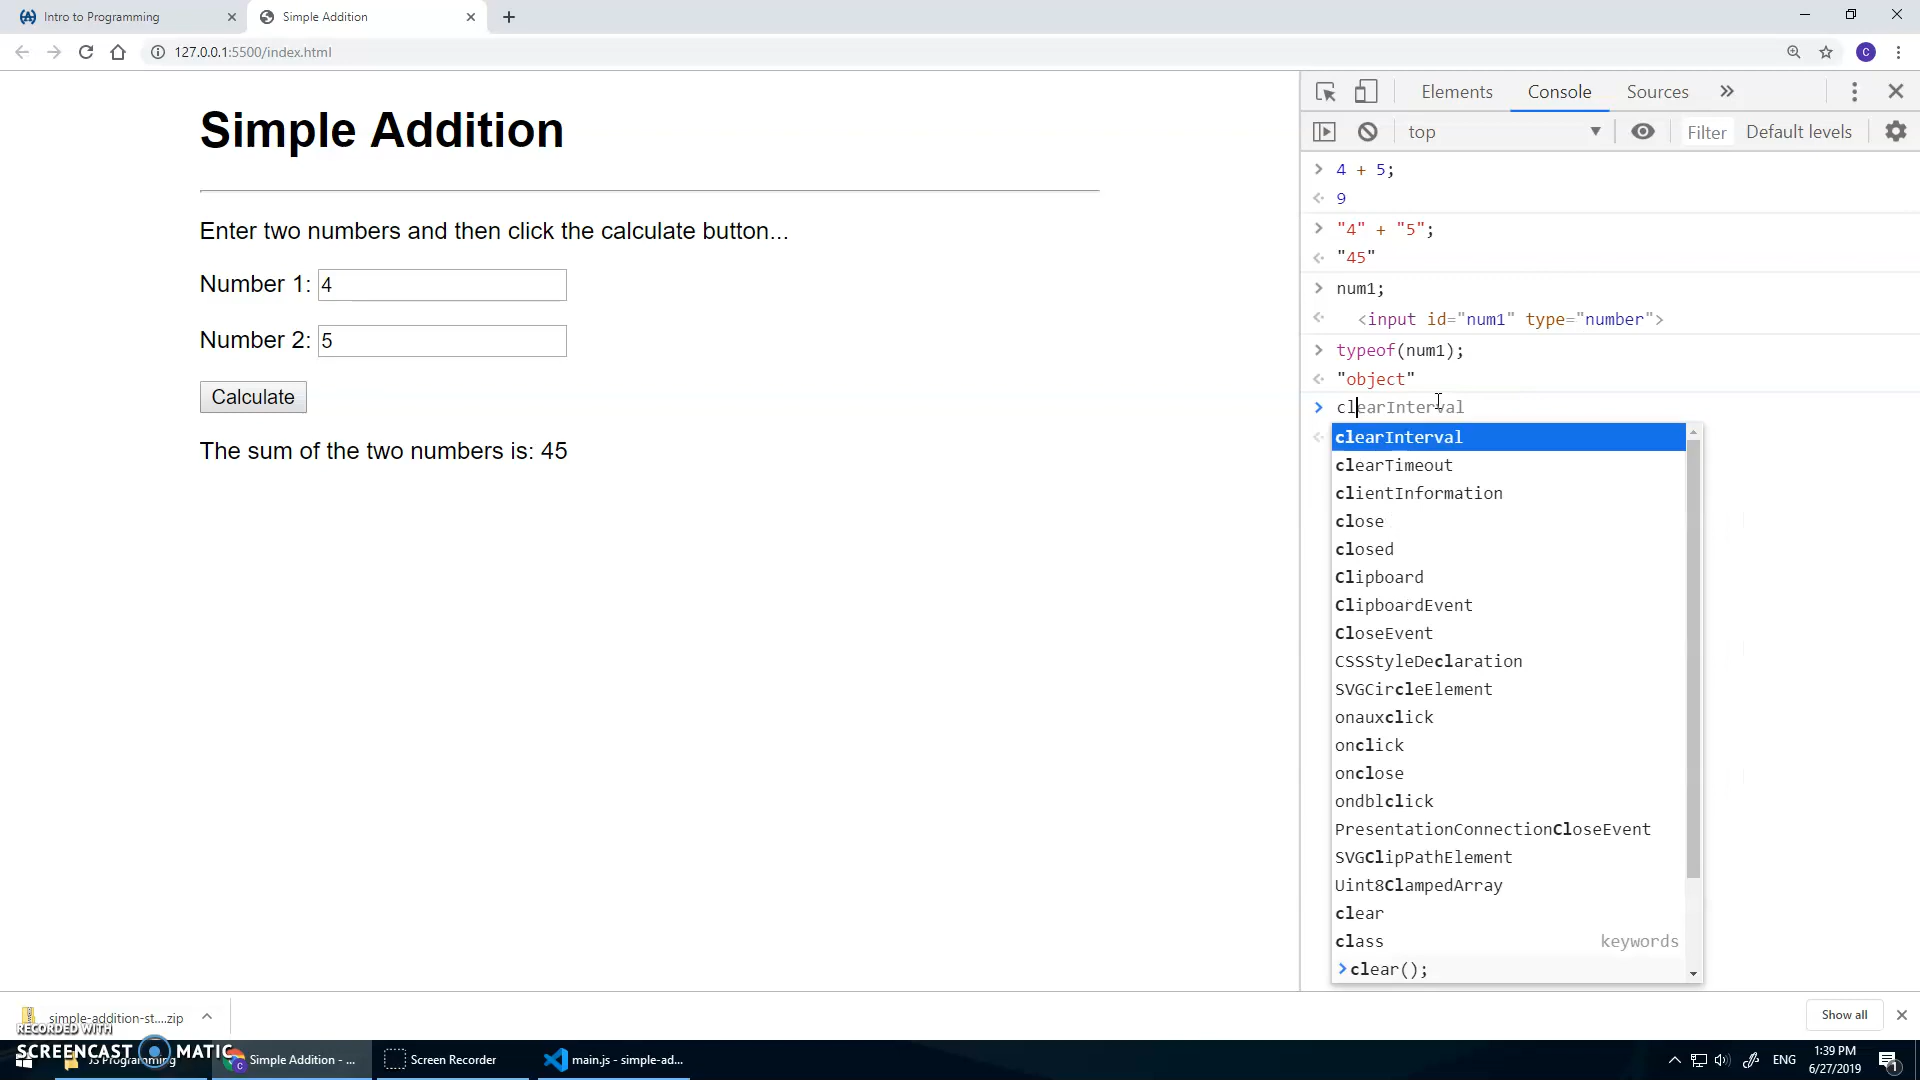 Intro to Programming
Simple Addition
127.0.0.1:5500/index.html
C
Simple Addition
Enter two numbers and then click the calculate button...
Number 1: 4
Number 2: 5
Calculate
The sum of the two numbers is: 45
Elements Console Sources
top Filter Default levels
4 + 5;
9
"4" + "5";
"45"
num1;
<input id="num1" type="number">
typeof(num1);
"object"
clearInterval
clearInterval
clearTimeout
clientInformation
close
closed
Clipboard
ClipboardEvent
CloseEvent
CSSStyleDeclaration
SVGCircleElement
onauxclick
onclick
onclose
ondblclick
PresentationConnectionCloseEvent
SVGClipPathElement
Uint8ClampedArray
clear
class keywords
clear();
simple-addition-st....zip
Show all
RECORDED WITH
SCREENCAST MATIC
JS Programming
Simple Addition - ...
Screen Recorder
main.js - simple-ad...
ENG
1:39 PM
6/27/2019
1